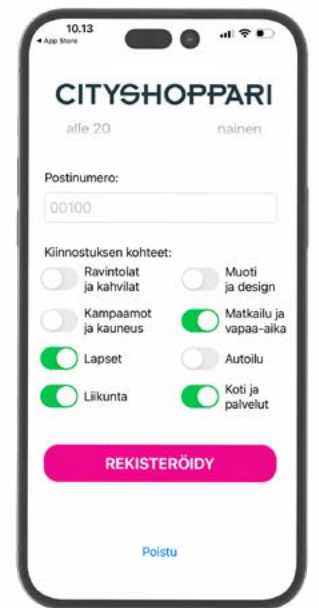 10.13
App Store
CITYSHOPPARI
alle 20 nainen
Postinumero:
00100
Kiinnostuksen kohteet:
Ravintolat ja kahvilat
Muoti ja design
Kampaamot ja kauneus
Matkailu ja vapaa-aika
Lapset
Autoilu
Liikunta
Koti ja palvelut
REKISTERÖIDY
Poistu